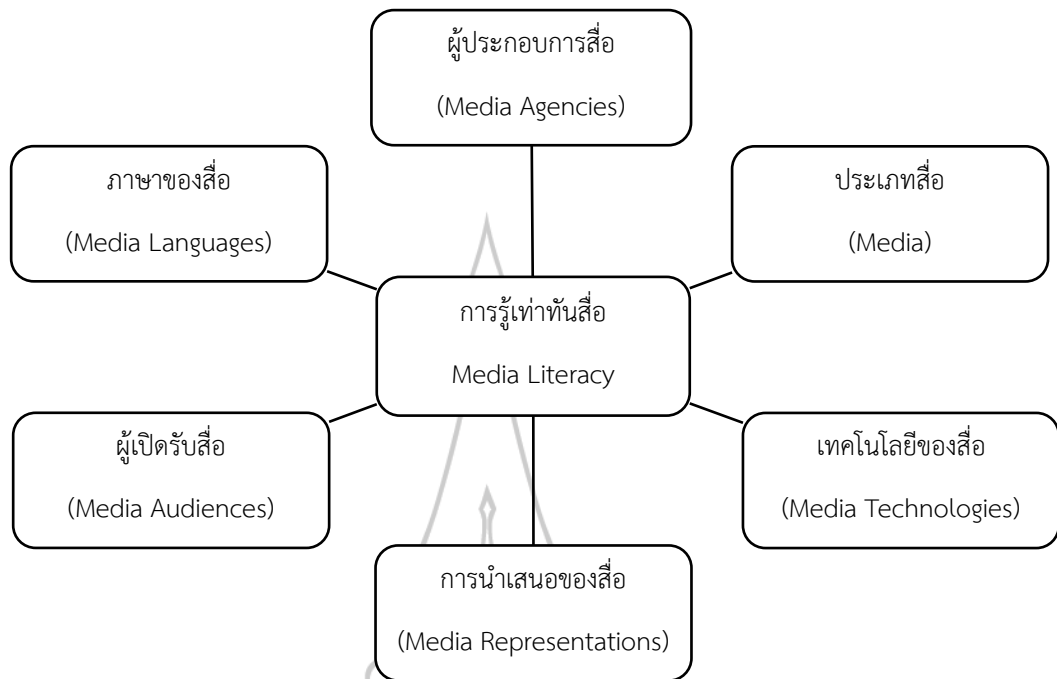 ผู้ประกอบการสื่อ
(Media Agencies)
ภาษาของสื่อ
(Media Languages)
ประเภทสื่อ
(Media)
การรู้เท่าทันสื่อ
Media Literacy
ผู้เปิดรับสื่อ
(Media Audiences)
เทคโนโลยีของสื่อ
(Media Technologies)
การนำเสนอของสื่อ
(Media Representations)